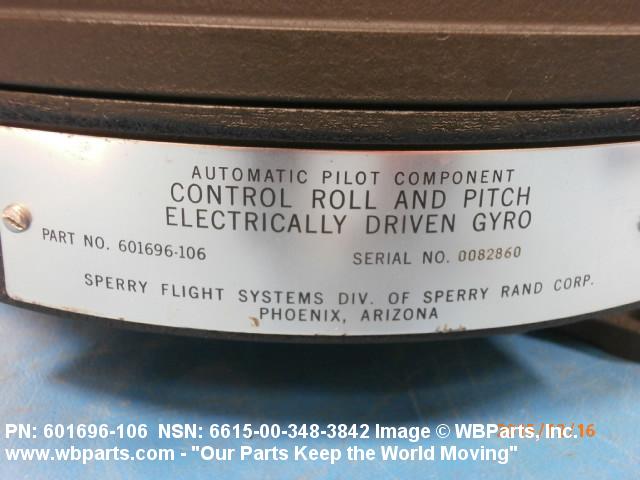 AUTOMATIC PILOT COMPONENT
CONTROL ROLL AND PITCH
ELECTRICALLY DRIVEN GYRO
PART NO. 601696-106 SERIAL NO. 0082860
SPERRY FLIGHT SYSTEMS DIV. OF SPERRY RAND CORP.
PHOENIX, ARIZONA
PN: 601696-106 NSN: 6615-00-348-3842 Image © WBParts, Inc.
www.wbparts.com - "Our Parts Keep the World Moving"